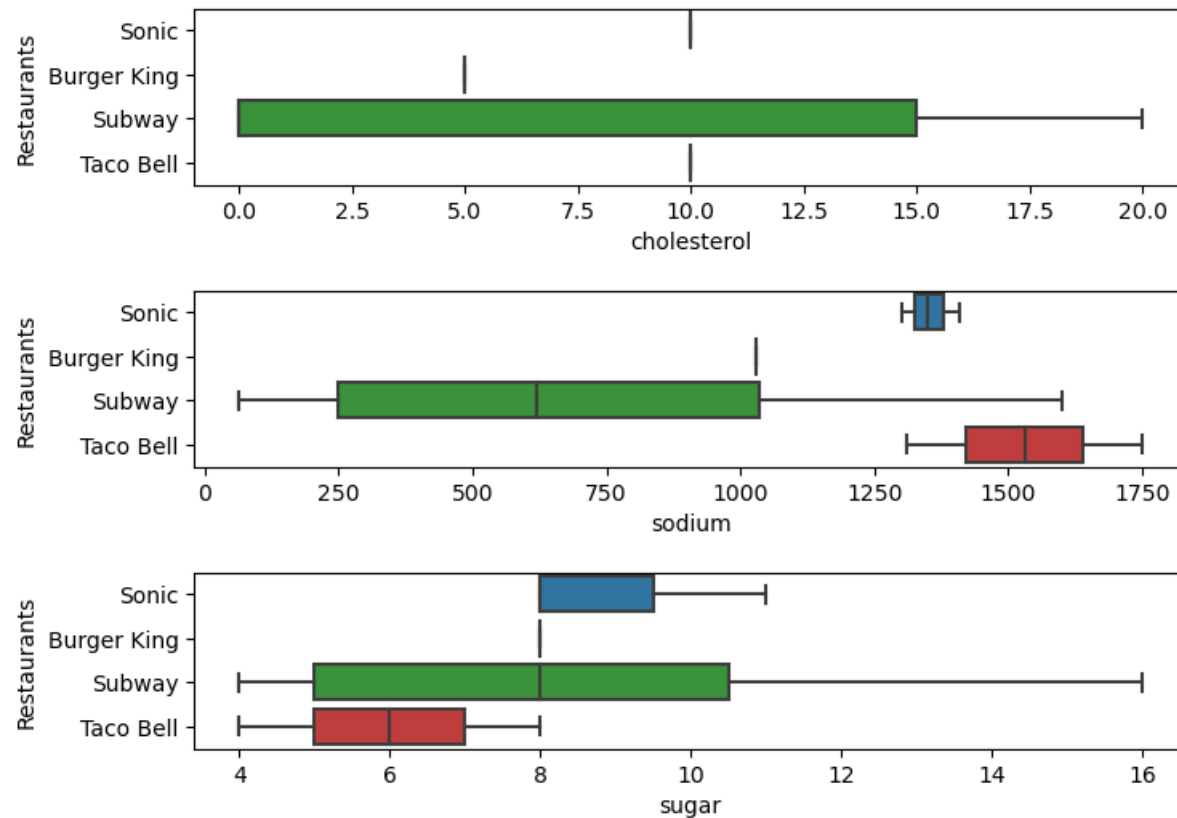 Restaurants
Sonic
Burger King
Subway
Taco Bell
0.0 2.5 5.0 7.5 10.0 12.5 15.0 17.5 20.0
cholesterol
Restaurants
Sonic
Burger King
Subway
Taco Bell
0 250 500 750 1000 1250 1500 1750
sodium
Restaurants
Sonic
Burger King
Subway
Taco Bell
4 6 8 10 12 14 16
sugar